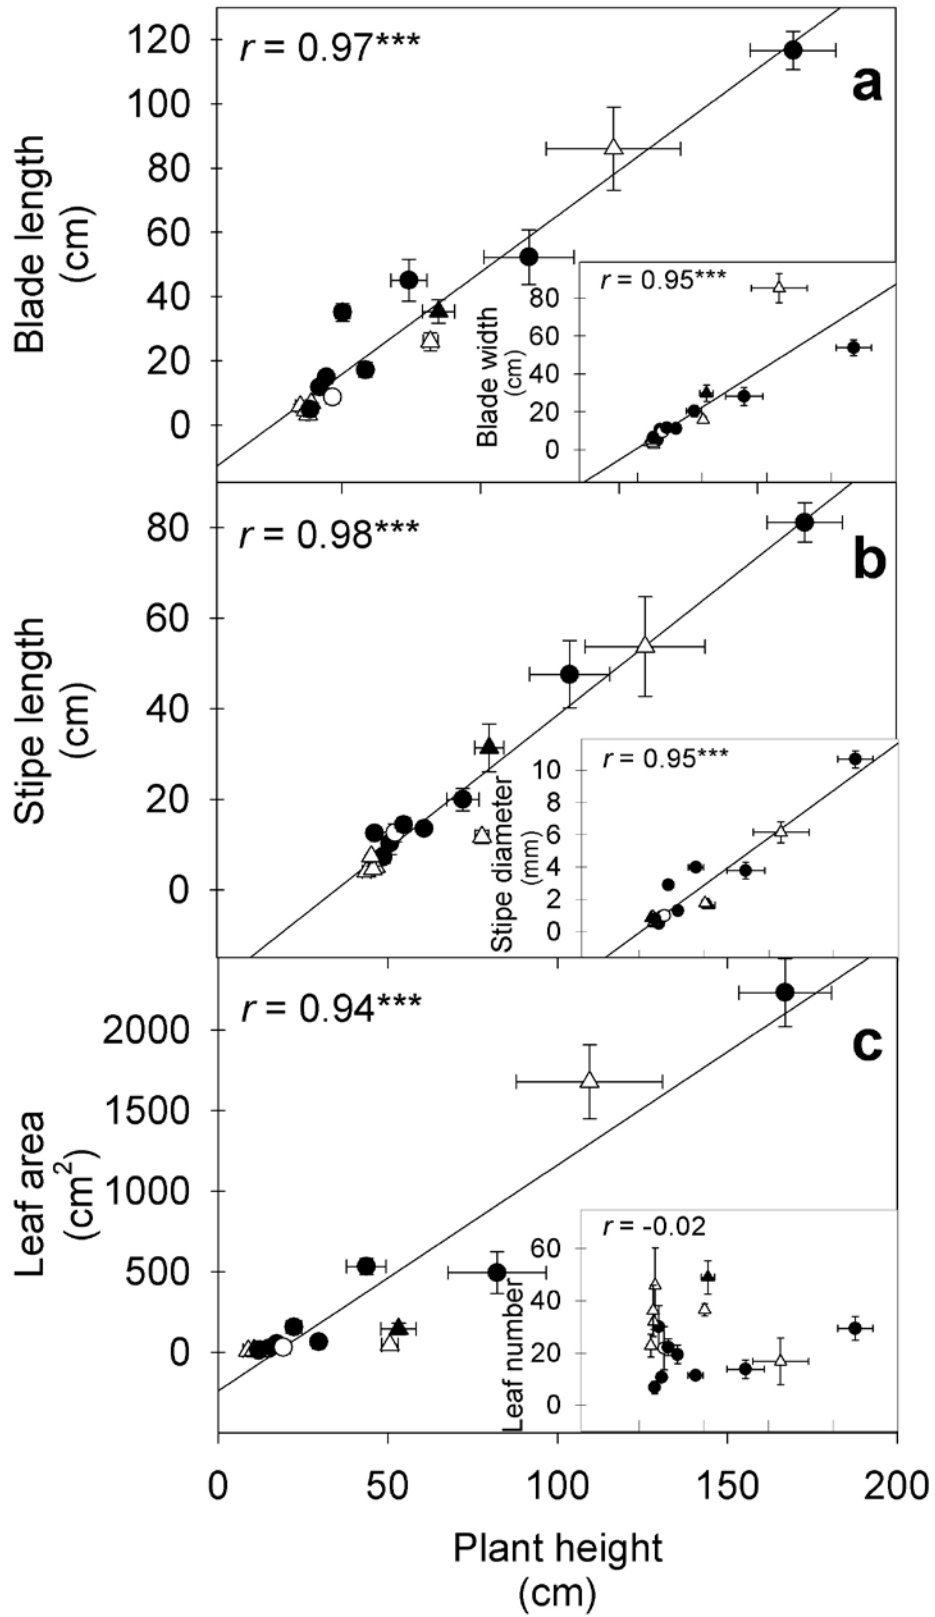 r = 0.97***
a
120
100
80
60
40
20
0
Blade length
(cm)
r = 0.95***
80
60
40
20
0
Blade width
(cm)
r = 0.98***
b
80
60
40
20
0
Stipe length
(cm)
r = 0.95***
10
8
6
4
2
0
Stipe diameter
(mm)
r = 0.94***
c
2000
1500
1000
500
0
Leaf area
(cm²)
r = -0.02
60
40
20
0
Leaf number
0 50 100 150 200
Plant height
(cm)